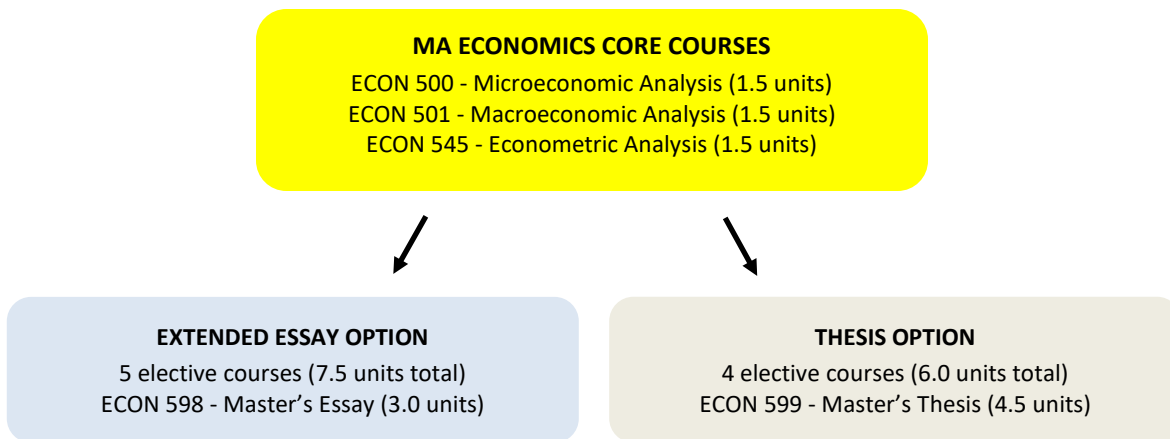 MA ECONOMICS CORE COURSES
ECON 500 - Microeconomic Analysis (1.5 units)
ECON 501 - Macroeconomic Analysis (1.5 units)
ECON 545 - Econometric Analysis (1.5 units)
EXTENDED ESSAY OPTION
5 elective courses (7.5 units total)
ECON 598 - Master’s Essay (3.0 units)
THESIS OPTION
4 elective courses (6.0 units total)
ECON 599 - Master’s Thesis (4.5 units)